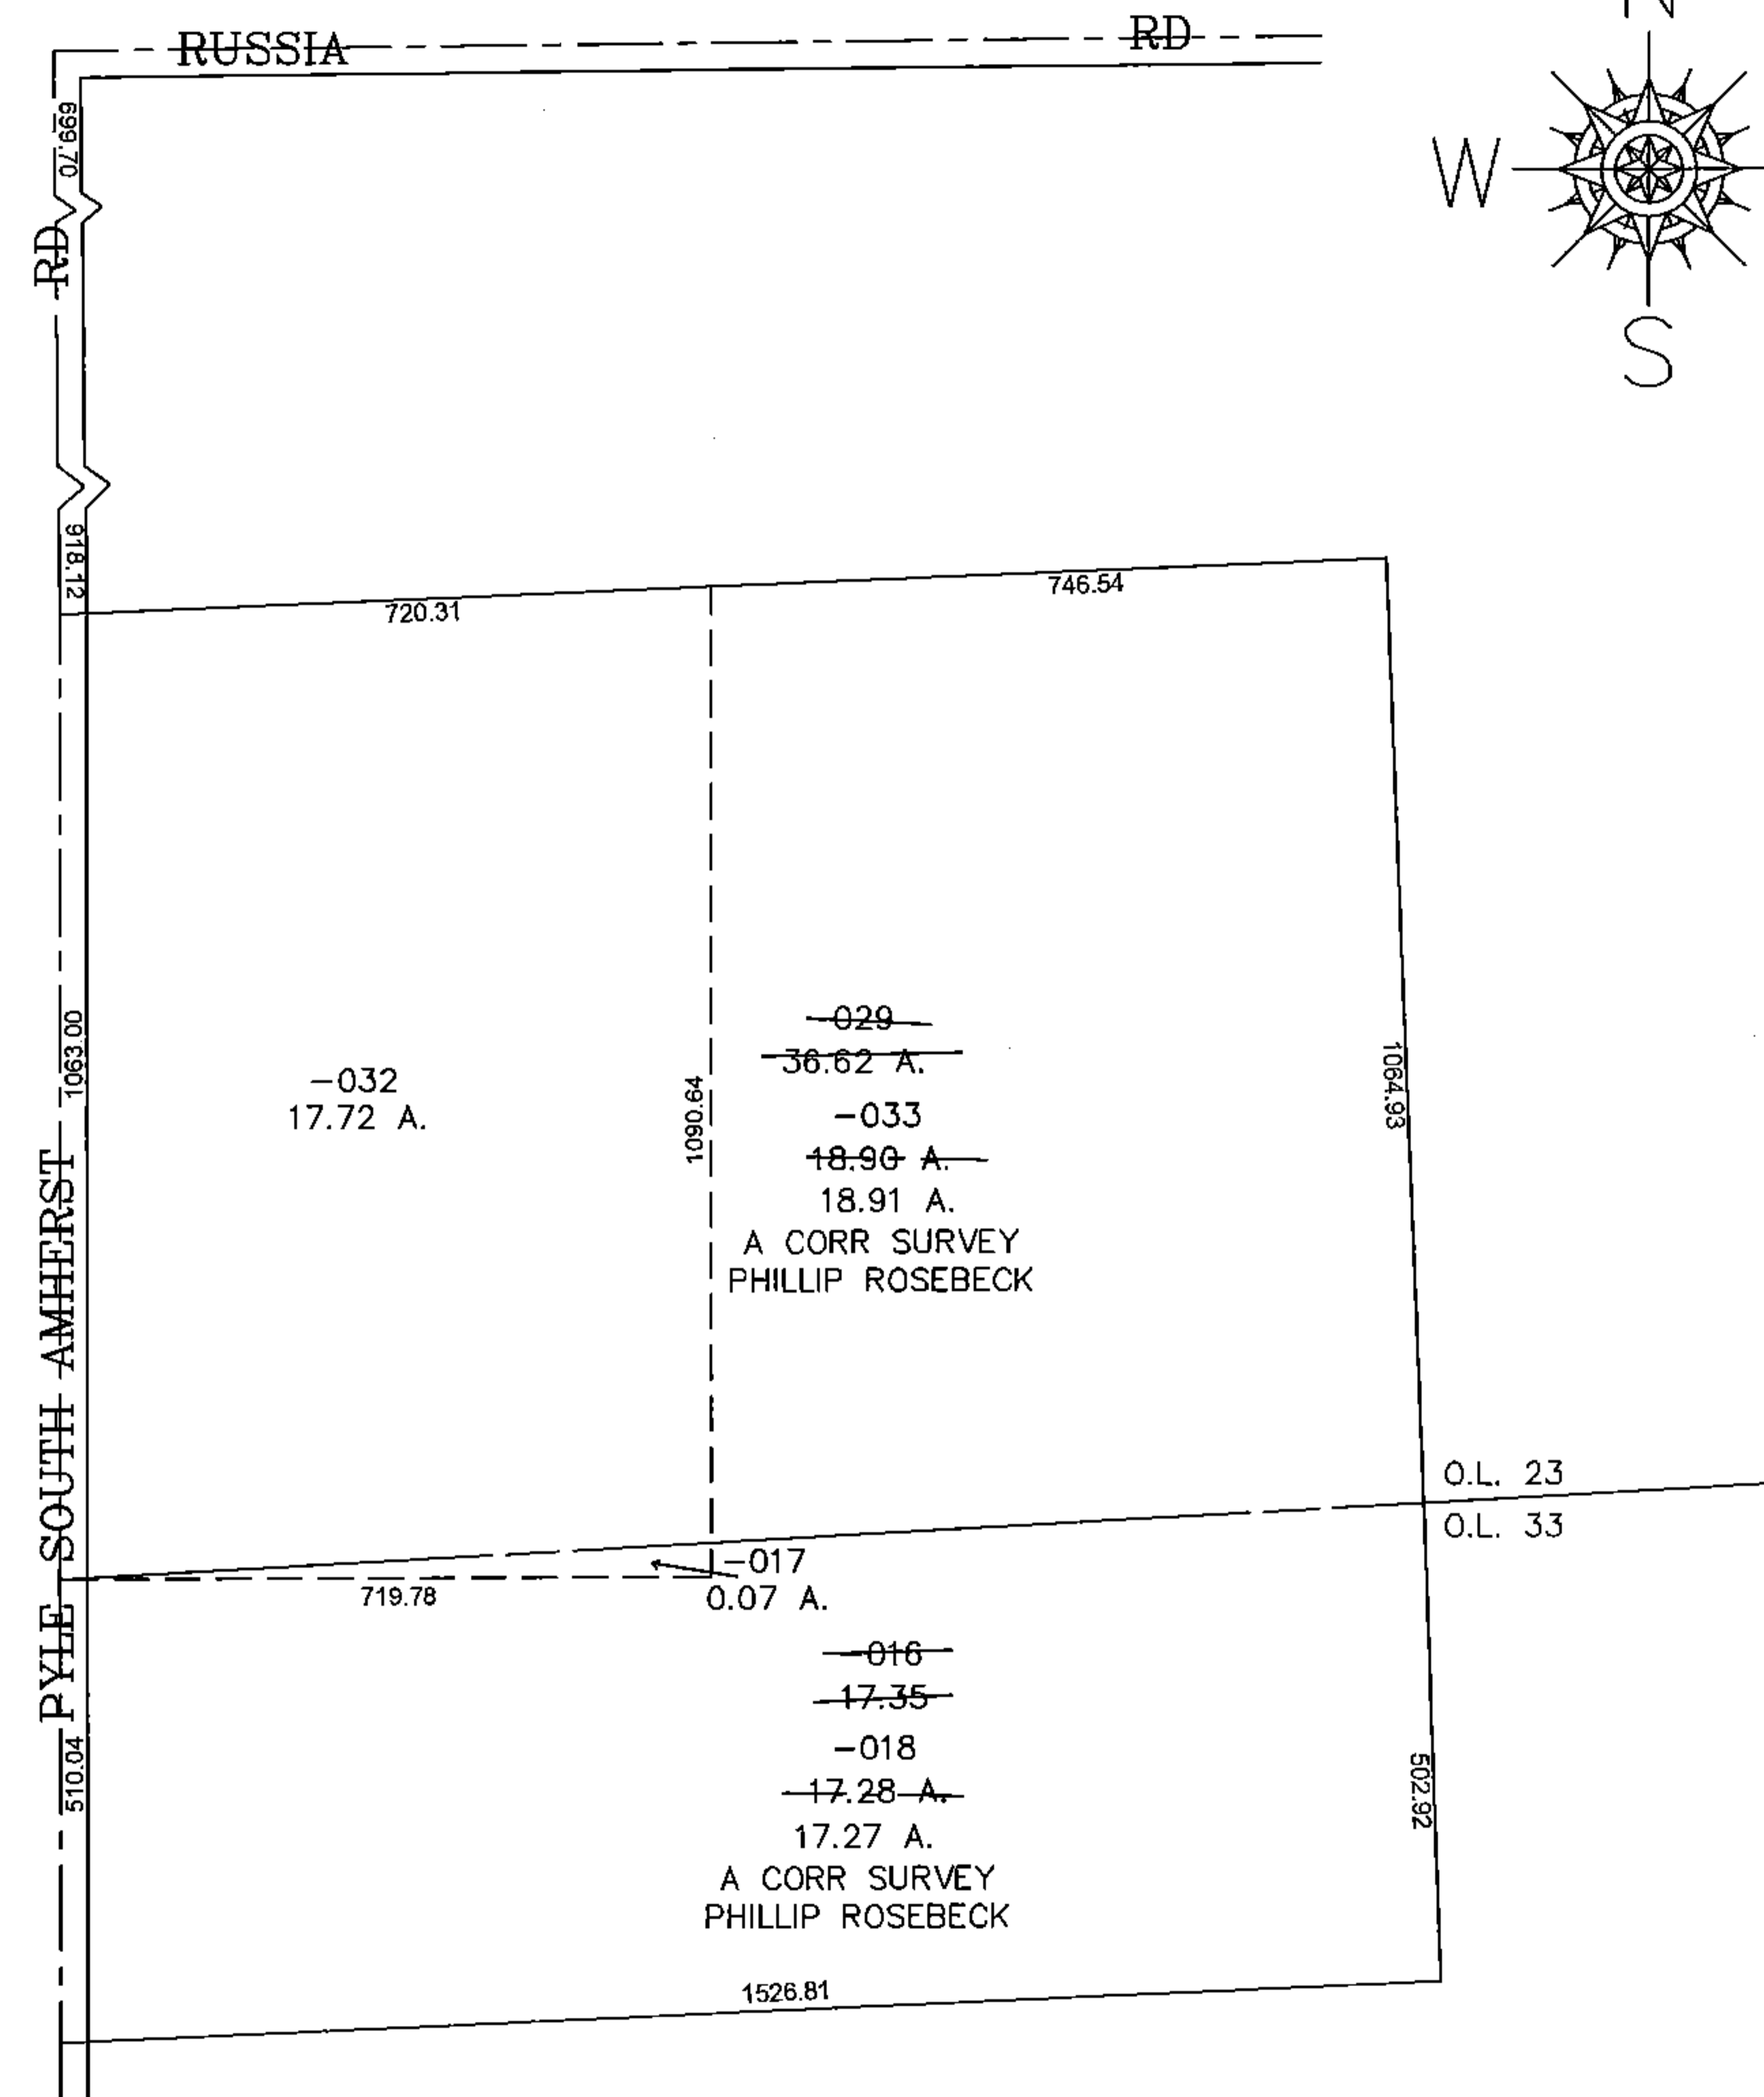 N
RUSSIA RD
W
S
699.70
RD
918.12
720.31
746.54
1063.00
-032
17.72 A.
1090.64
029
36.62 A.
-033
18.90 A.
18.91 A.
A CORR SURVEY
PHILLIP ROSEBECK
1064.93
PYLE SOUTH AMHERST
O.L. 23
O.L. 33
-017
0.07 A.
719.78
-016
17.35
-018
17.28 A.
17.27 A.
A CORR SURVEY
PHILLIP ROSEBECK
510.04
502.92
1526.81